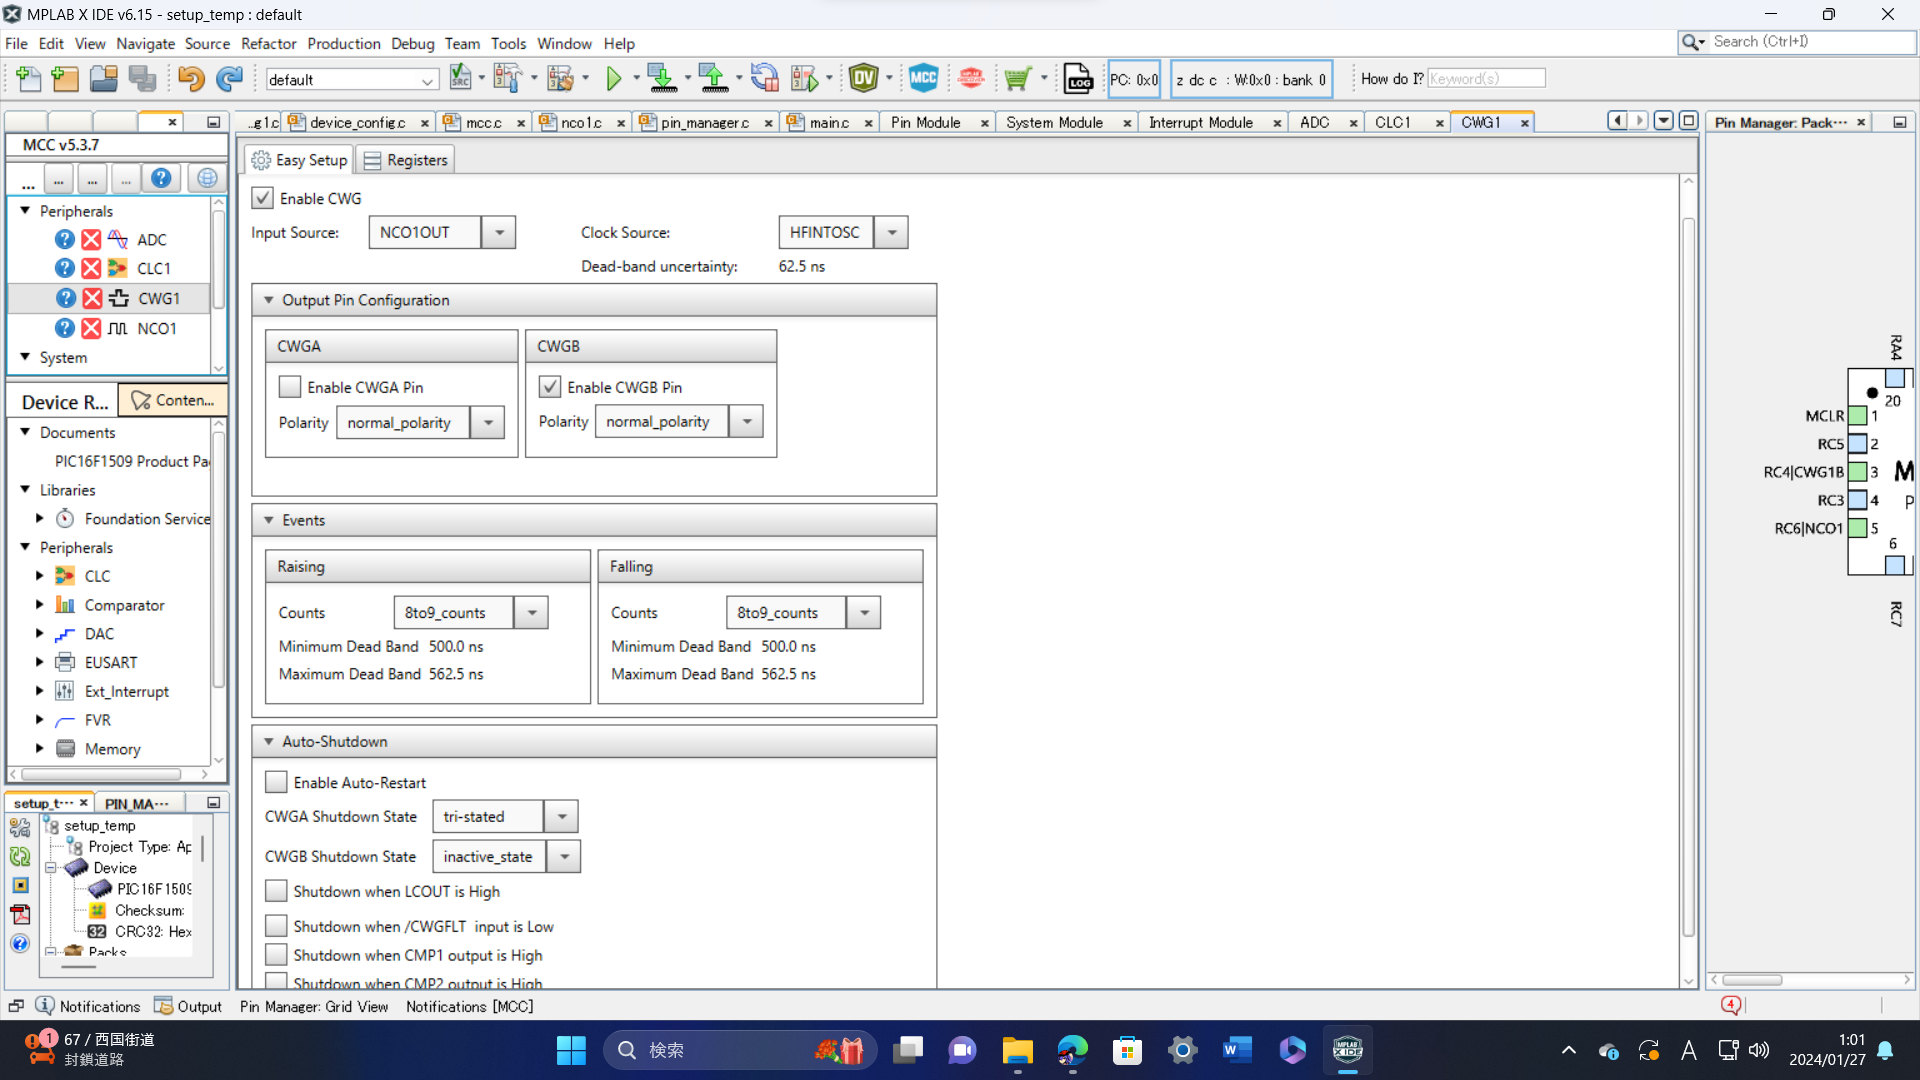 MPLAB X IDE v6.15 - setup_temp : default
File Edit View Navigate Source Refactor Production Debug Team Tools Window Help
Search (Ctrl+I)
default
SRC
DV
MCC
LOG
PC: 0x0
z dc c : W:0x0 : bank 0
How do I?
Keyword(s)
...g1.c device_config.c mcc.c nco1.c pin_manager.c main.c Pin Module System Module Interrupt Module ADC CLC1 CWG1
Pin Manager: Pack...
MCC v5.3.7
... ... ... ...
Peripherals
ADC
CLC1
CWG1
NCO1
System
Device R...
Conten...
Documents
PIC16F1509 Product Pa
Libraries
Foundation Service
Peripherals
CLC
Comparator
DAC
EUSART
Ext_Interrupt
FVR
Memory
setup_t...
PIN_MA...
setup_temp
Project Type: Ap
Device
PIC16F1509
Checksum:
32 CRC32: Hex
Packs
Easy Setup
Registers
Enable CWG
Input Source: NCO1OUT
Clock Source: HFINTOSC
Dead-band uncertainty: 62.5 ns
Output Pin Configuration
CWGA
Enable CWGA Pin
Polarity normal_polarity
CWGB
Enable CWGB Pin
Polarity normal_polarity
Events
Raising
Counts 8to9_counts
Minimum Dead Band 500.0 ns
Maximum Dead Band 562.5 ns
Falling
Counts 8to9_counts
Minimum Dead Band 500.0 ns
Maximum Dead Band 562.5 ns
Auto-Shutdown
Enable Auto-Restart
CWGA Shutdown State tri-stated
CWGB Shutdown State inactive_state
Shutdown when LCOUT is High
Shutdown when /CWGFLT input is Low
Shutdown when CMP1 output is High
Shutdown when CMP2 output is High
RA4
20
MCLR 1
RC5 2
RC4|CWG1B 3
M
RC3 4
P
RC6|NCO1 5
6
RC7
Notifications Output Pin Manager: Grid View Notifications [MCC]
4
1
67 / 西国街道
封鎖道路
検索
MPLAB
X IDE
A
1:01
2024/01/27